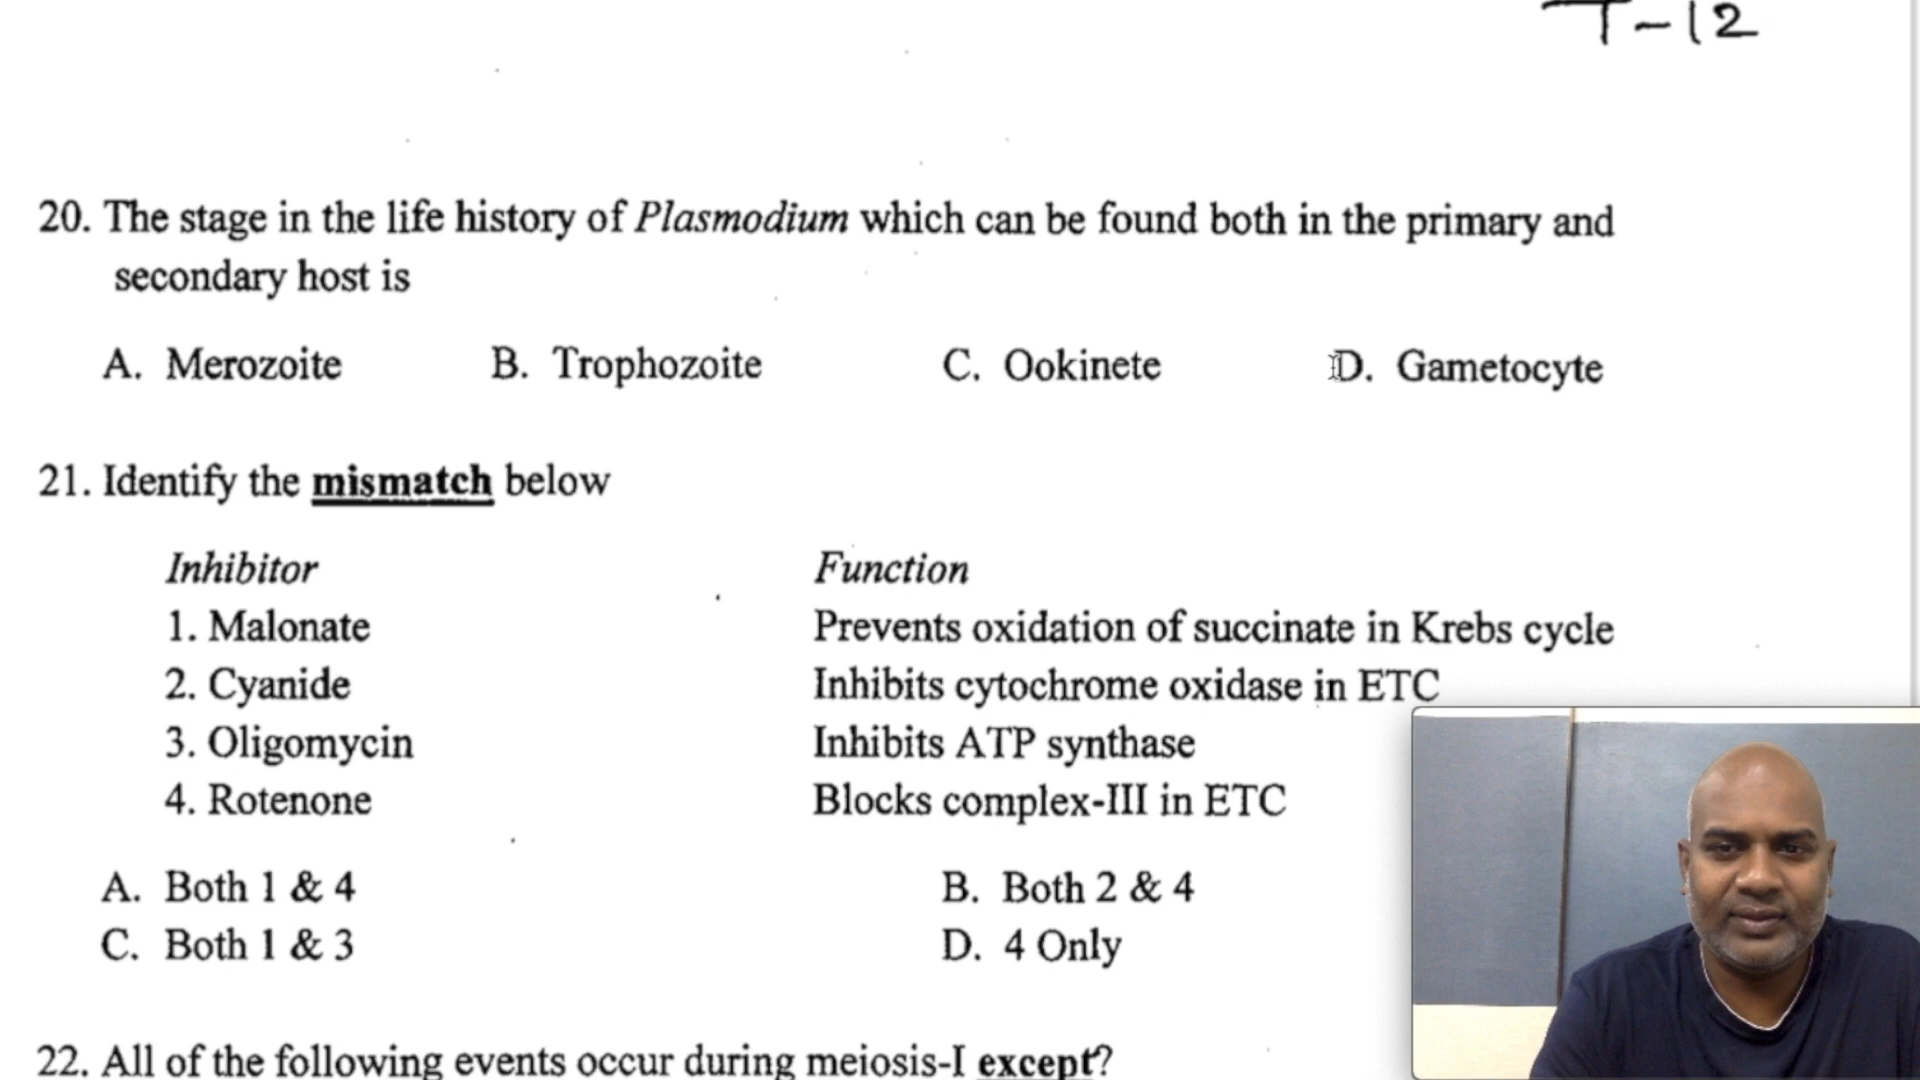 T-12
20. The stage in the life history of Plasmodium which can be found both in the primary and
secondary host is
A. Merozoite B. Trophozoite C. Ookinete D. Gametocyte
21. Identify the mismatch below
Inhibitor Function
1. Malonate Prevents oxidation of succinate in Krebs cycle
2. Cyanide Inhibits cytochrome oxidase in ETC
3. Oligomycin Inhibits ATP synthase
4. Rotenone Blocks complex-III in ETC
A. Both 1 & 4 B. Both 2 & 4
C. Both 1 & 3 D. 4 Only
22. All of the following events occur during meiosis-I except?